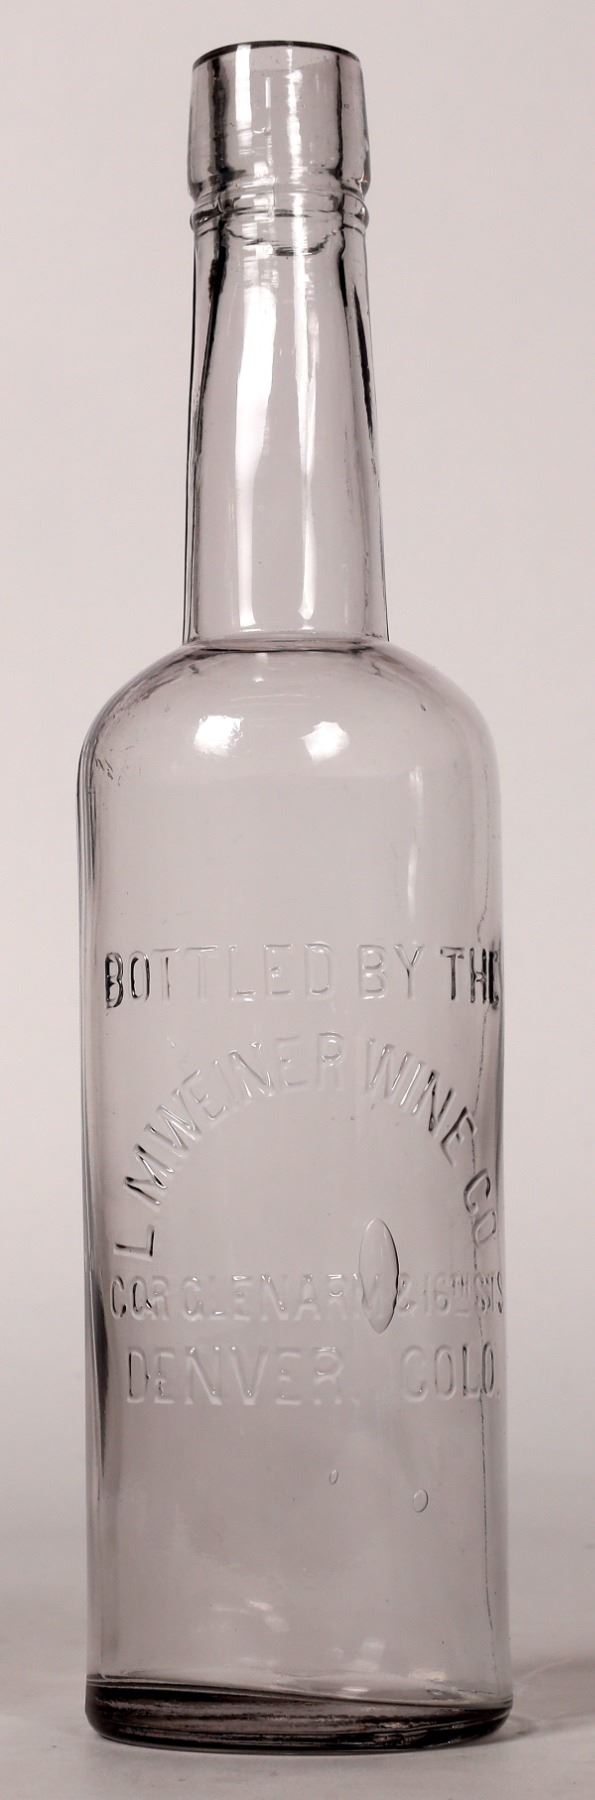 BOTTLED BY THE
L M WEINER WINE CO
COR GLENARM & 16TH STS
DENVER, COLO.